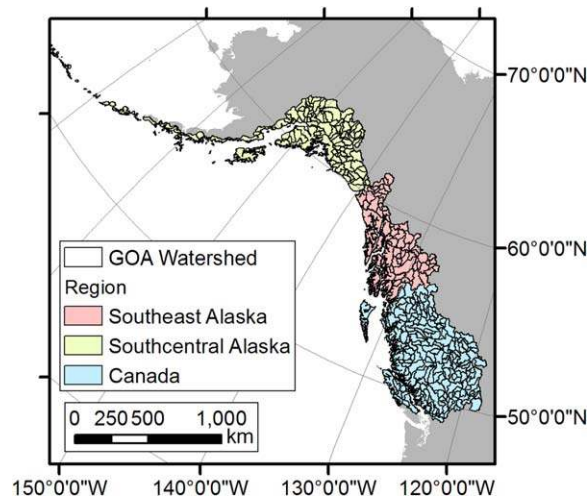 70°0'0"N
60°0'0"N
50°0'0"N
GOA Watershed
Region
Southeast Alaska
Southcentral Alaska
Canada
0 250 500 1,000
km
150°0'0"W 140°0'0"W 130°0'0"W 120°0'0"W